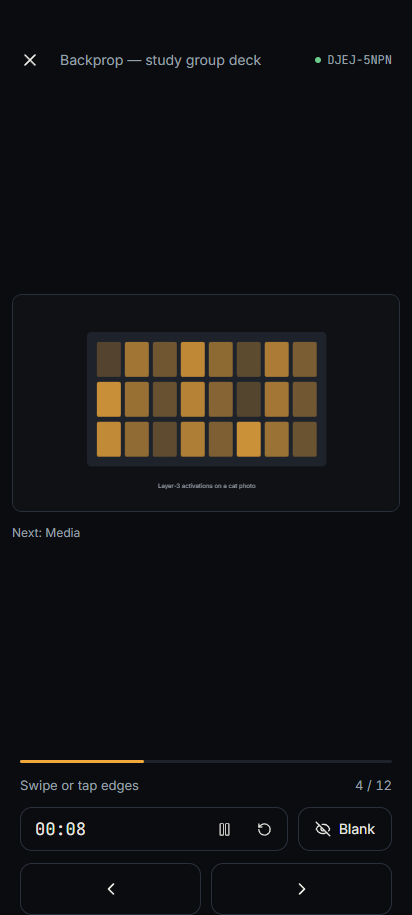 Backprop — study group deck
DJEJ-5NPN
Layer-3 activations on a cat photo
Next: Media
Swipe or tap edges
4 / 12
00:08
Blank